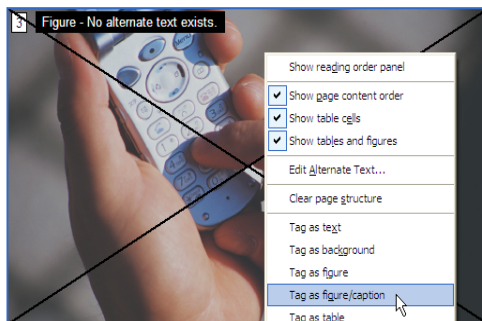 3 Figure - No alternate text exists.
Show reading order panel
Show page content order
Show table cells
Show tables and figures
Edit Alternate Text...
Clear page structure
Tag as text
Tag as background
Tag as figure
Tag as figure/caption
Tag as table